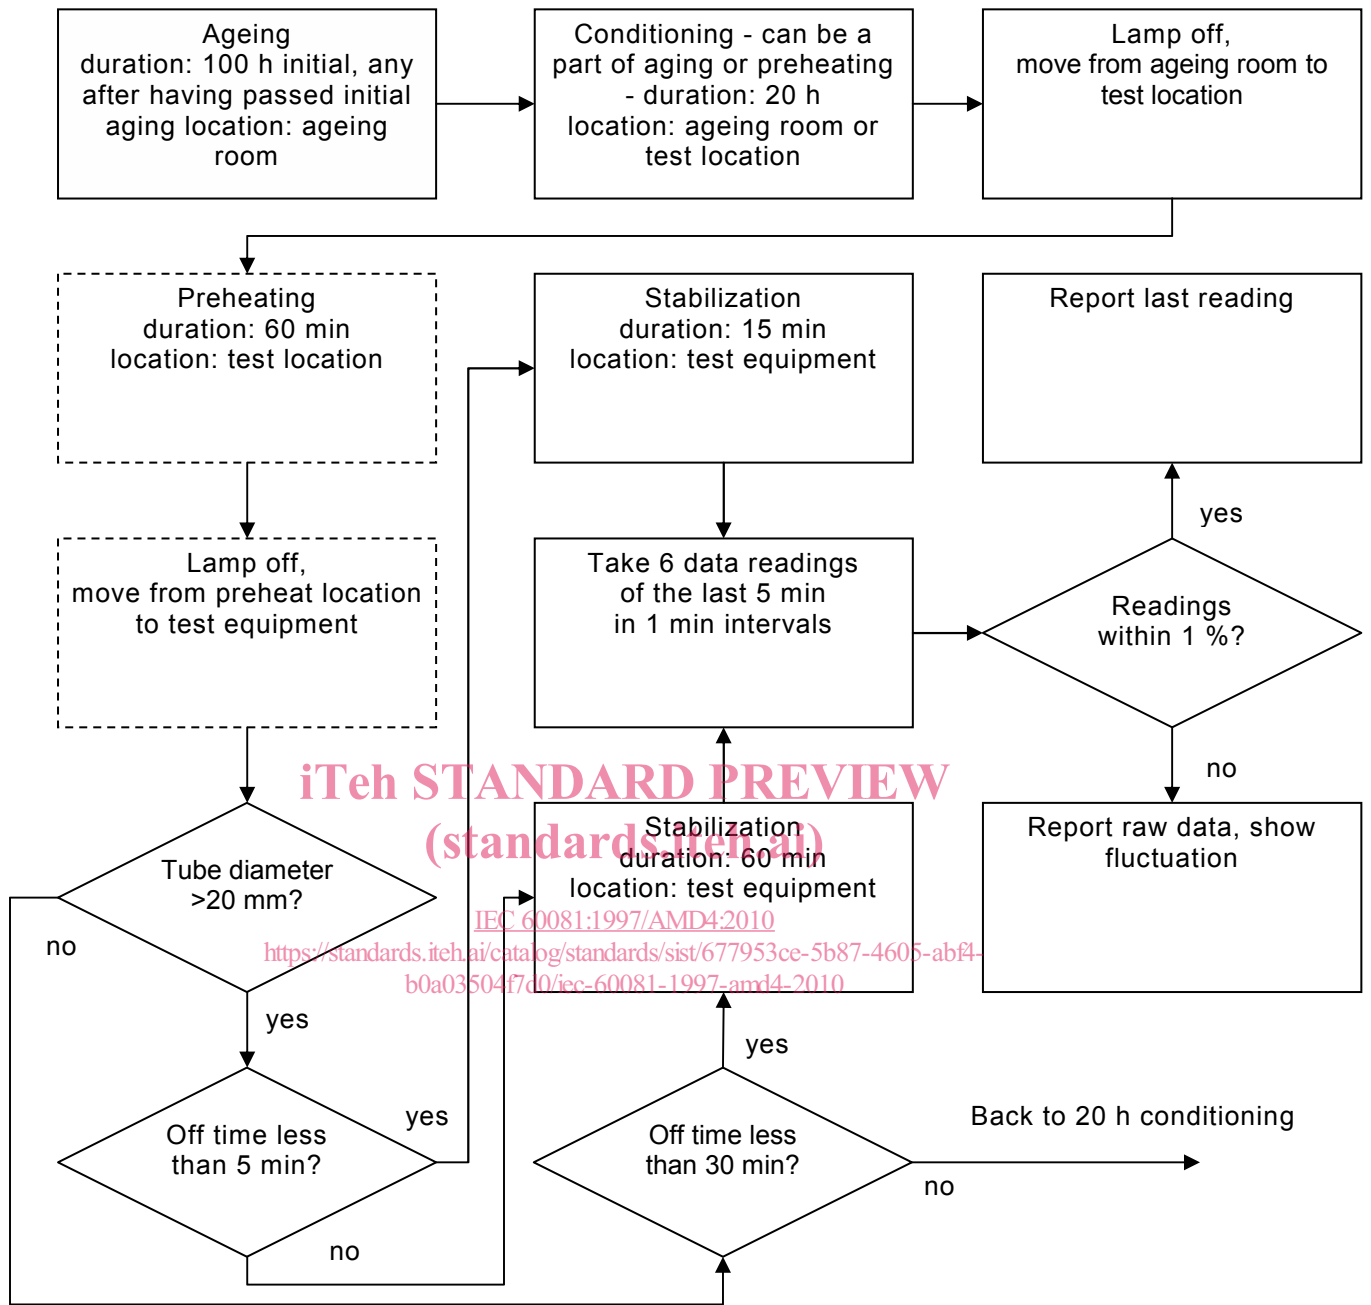 Ageing
duration: 100 h initial, any
after having passed initial
aging location: ageing
room
Conditioning - can be a
part of aging or preheating
- duration: 20 h
location: ageing room or
test location
Lamp off,
move from ageing room to
test location
Preheating
duration: 60 min
location: test location
Stabilization
duration: 15 min
location: test equipment
Report last reading
yes
Lamp off,
move from preheat location
to test equipment
Take 6 data readings
of the last 5 min
in 1 min intervals
Readings
within 1 %?
no
iTeh STANDARD PREVIEW
(standards.iteh.ai)
Tube diameter
>20 mm?
no
yes
Stabilization
duration: 60 min
location: test equipment
Report raw data, show
fluctuation
IEC 60081:1997/AMD4:2010
https://standards.iteh.ai/catalog/standards/sist/677953ce-5b87-4605-abf4-
b0a03504f7d0/iec-60081-1997-amd4-2010
yes
Off time less
than 5 min?
yes
no
Off time less
than 30 min?
no
Back to 20 h conditioning